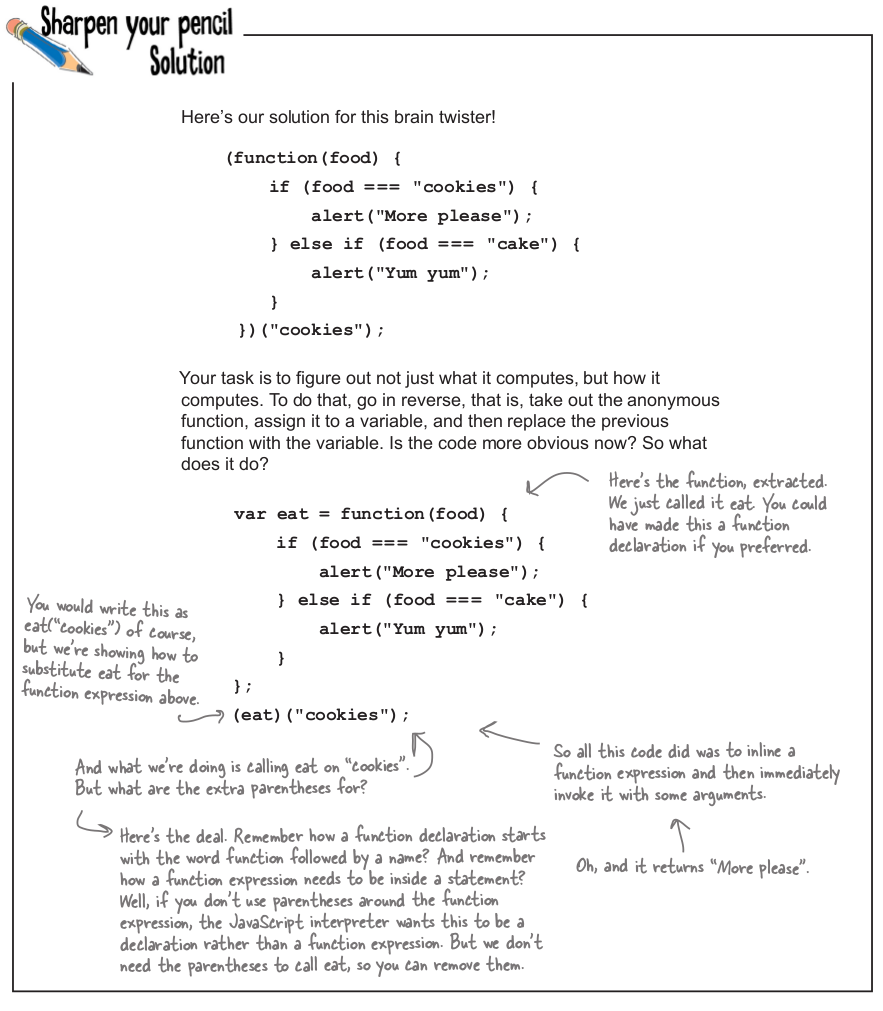 Sharpen your pencil
Solution
Here's our solution for this brain twister!
(function(food) {
    if (food === "cookies") {
        alert("More please");
    } else if (food === "cake") {
        alert("Yum yum");
    }
})("cookies");
Your task is to figure out not just what it computes, but how it
computes. To do that, go in reverse, that is, take out the anonymous
function, assign it to a variable, and then replace the previous
function with the variable. Is the code more obvious now? So what
does it do?
Here's the function, extracted.
We just called it eat. You could
have made this a function
declaration if you preferred.
var eat = function(food) {
    if (food === "cookies") {
        alert("More please");
    } else if (food === "cake") {
        alert("Yum yum");
    }
};
(eat)("cookies");
You would write this as
eat("cookies") of course,
but we're showing how to
substitute eat for the
function expression above.
And what we're doing is calling eat on "cookies".
But what are the extra parentheses for?
Here's the deal. Remember how a function declaration starts
with the word function followed by a name? And remember
how a function expression needs to be inside a statement?
Well, if you don't use parentheses around the function
expression, the JavaScript interpreter wants this to be a
declaration rather than a function expression. But we don't
need the parentheses to call eat, so you can remove them.
So all this code did was to inline a
function expression and then immediately
invoke it with some arguments.
Oh, and it returns "More please".